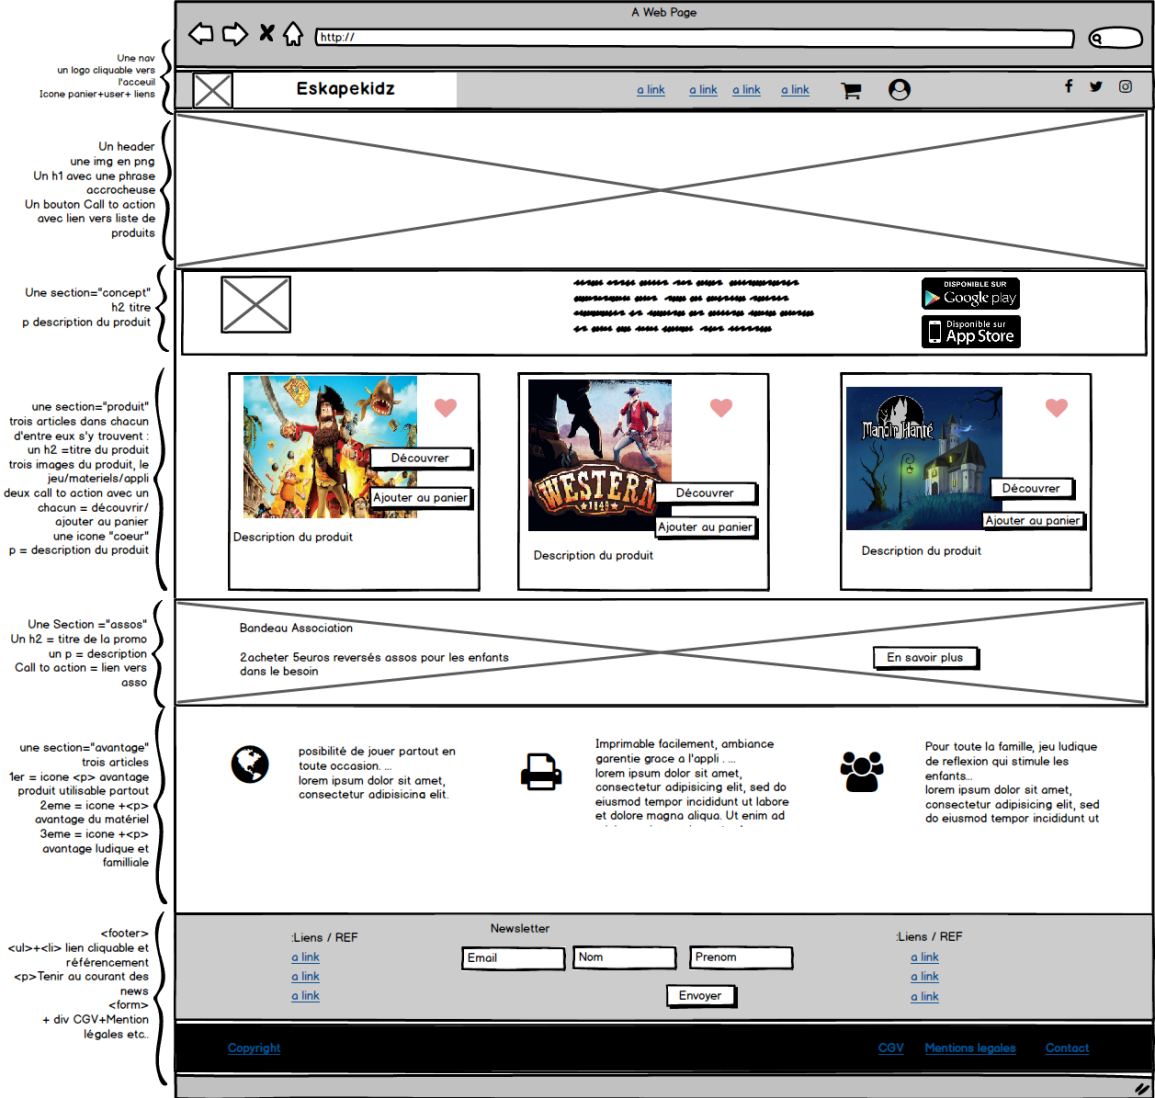 A Web Page
http://
Une nav
un logo cliquable vers
l'acceuil
Icone panier+user+ liens
Eskapekidz
a link
a link
a link
a link
Un header
une img en png
Un h1 avec une phrase
accrocheuse
Un bouton Call to action
avec lien vers liste de
produits
Une section="concept"
h2 titre
p description du produit
DISPONIBLE SUR
Google play
Disponible sur
App Store
une section="produit"
trois articles dans chacun
d'entre eux s'y trouvent :
un h2 =titre du produit
trois images du produit, le
jeu/materiels/appli
deux call to action avec un
chacun = découvrir/
ajouter au panier
une icone "coeur"
p = description du produit
Découvrir
Ajouter au panier
Description du produit
WESTERN
1849
Découvrir
Ajouter au panier
Description du produit
Manoir Hanté
Découvrir
Ajouter au panier
Description du produit
Une Section ="assos"
Un h2 = titre de la promo
un p = description
Call to action = lien vers
asso
Bandeau Association
2acheter 5euros reversés assos pour les enfants
dans le besoin
En savoir plus
une section="avantage"
trois articles
1er = icone <p> avantage
produit utilisable partout
2eme = icone +<p>
avantage du matériel
3eme = icone +<p>
avantage ludique et
familliale
posibilité de jouer partout en
toute occasion. ...
lorem ipsum dolor sit amet,
consectetur adipisicing elit.
Imprimable facilement, ambiance
garentie grace a l'appli . ...
lorem ipsum dolor sit amet,
consectetur adipisicing elit, sed do
eiusmod tempor incididunt ut labore
et dolore magna aliqua. Ut enim ad
Pour toute la famille, jeu ludique
de reflexion qui stimule les
enfants...
lorem ipsum dolor sit amet,
consectetur adipisicing elit, sed
do eiusmod tempor incididunt ut
<footer>
<ul>+<li> lien cliquable et
référencement
<p>Tenir au courant des
news
<form>
+ div CGV+Mention
légales etc..
:Liens / REF
a link
a link
a link
Newsletter
Email
Nom
Prenom
Envoyer
:Liens / REF
a link
a link
a link
Copyright
CGV
Mentions legales
Contact